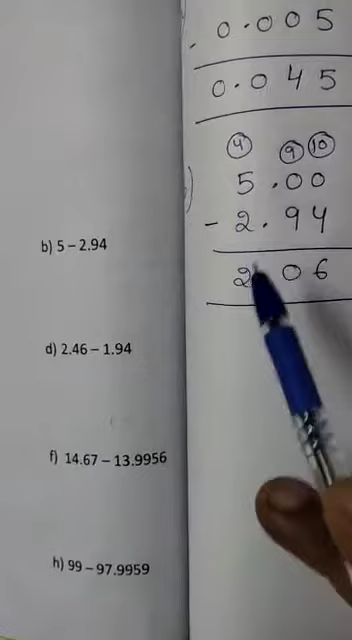 b) 5 – 2.94
d) 2.46 – 1.94
f) 14.67 – 13.9956
h) 99 – 97.9959
- 0.005
0.045
4 9 10
) 5.00
- 2.94
2 06